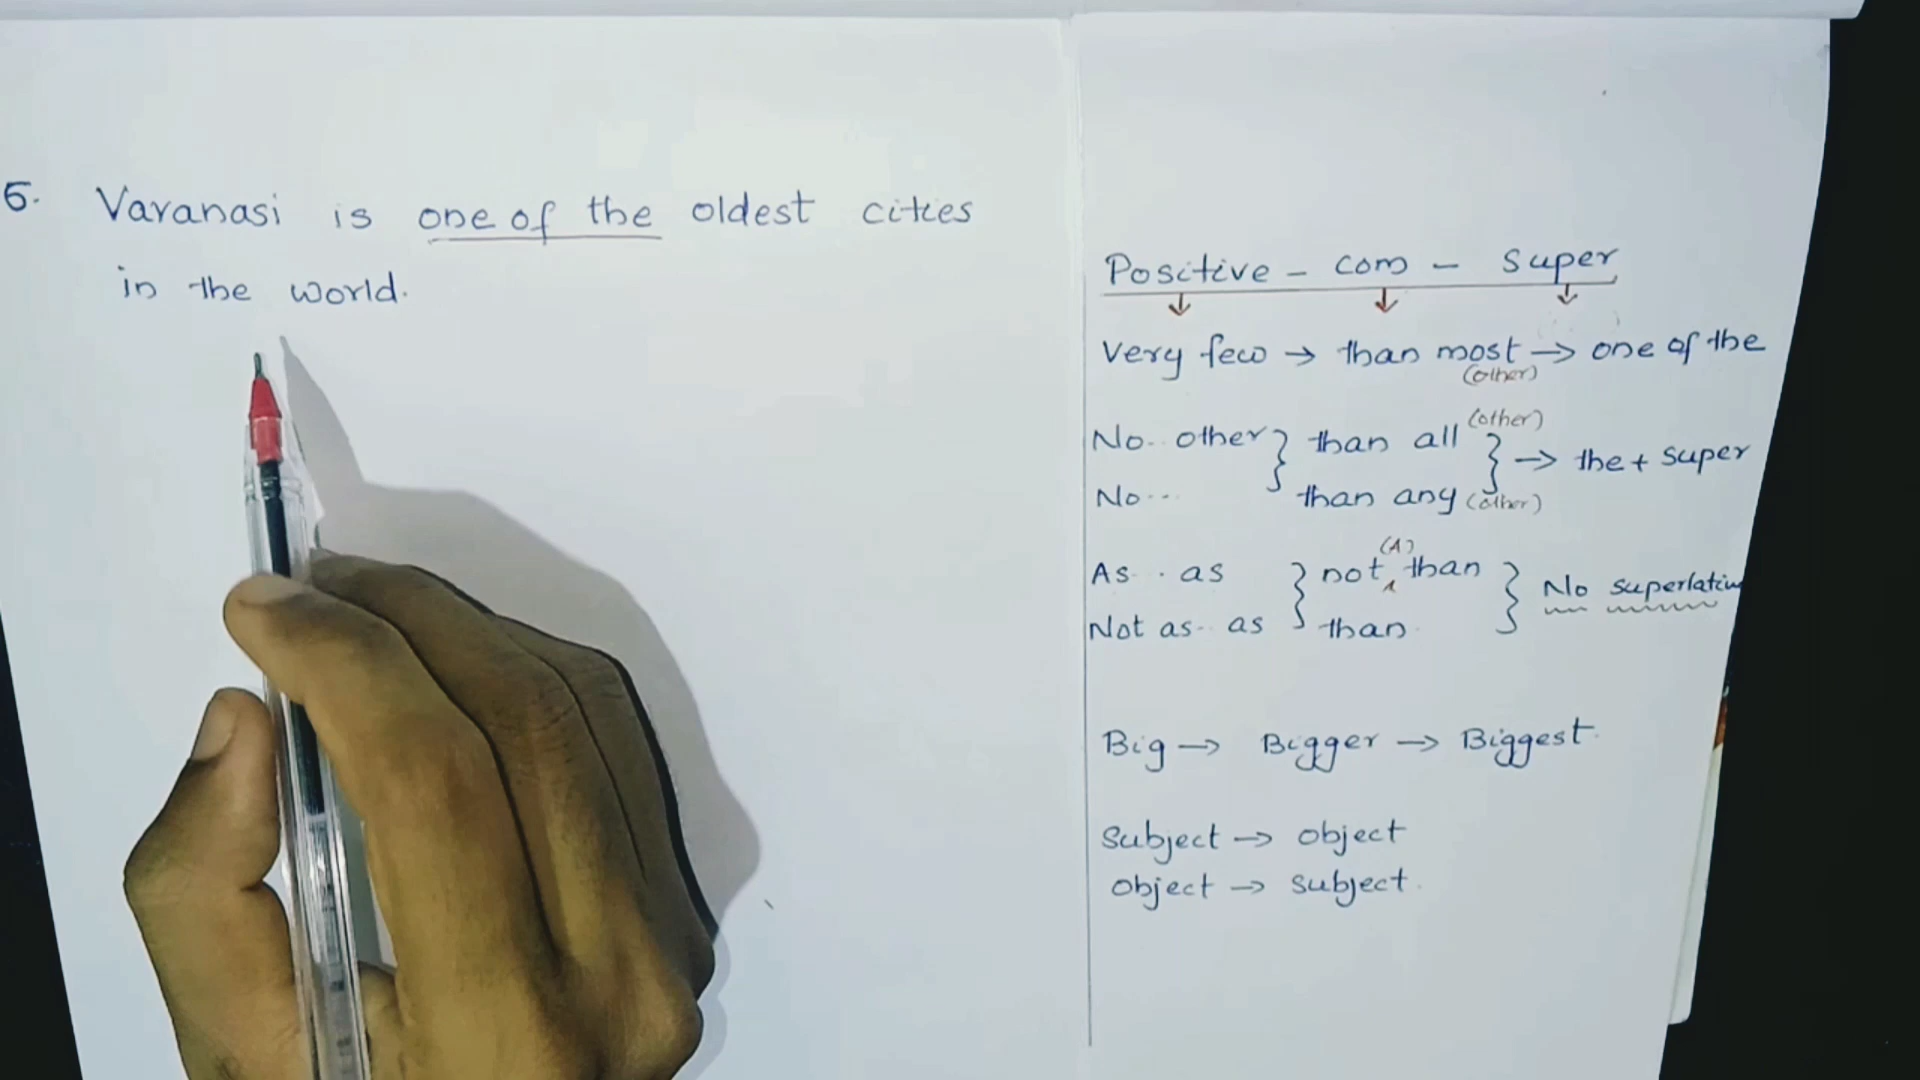 5. Varanasi is one of the oldest cities
in the world.
Positive - com - super
Very few → than most → one of the
(other)
No.. other } than all (other) } → the + super
No... than any (other)
As.. as } not (A) than } No superlative
Not as.. as than
Big → Bigger → Biggest.
Subject → object
object → subject.